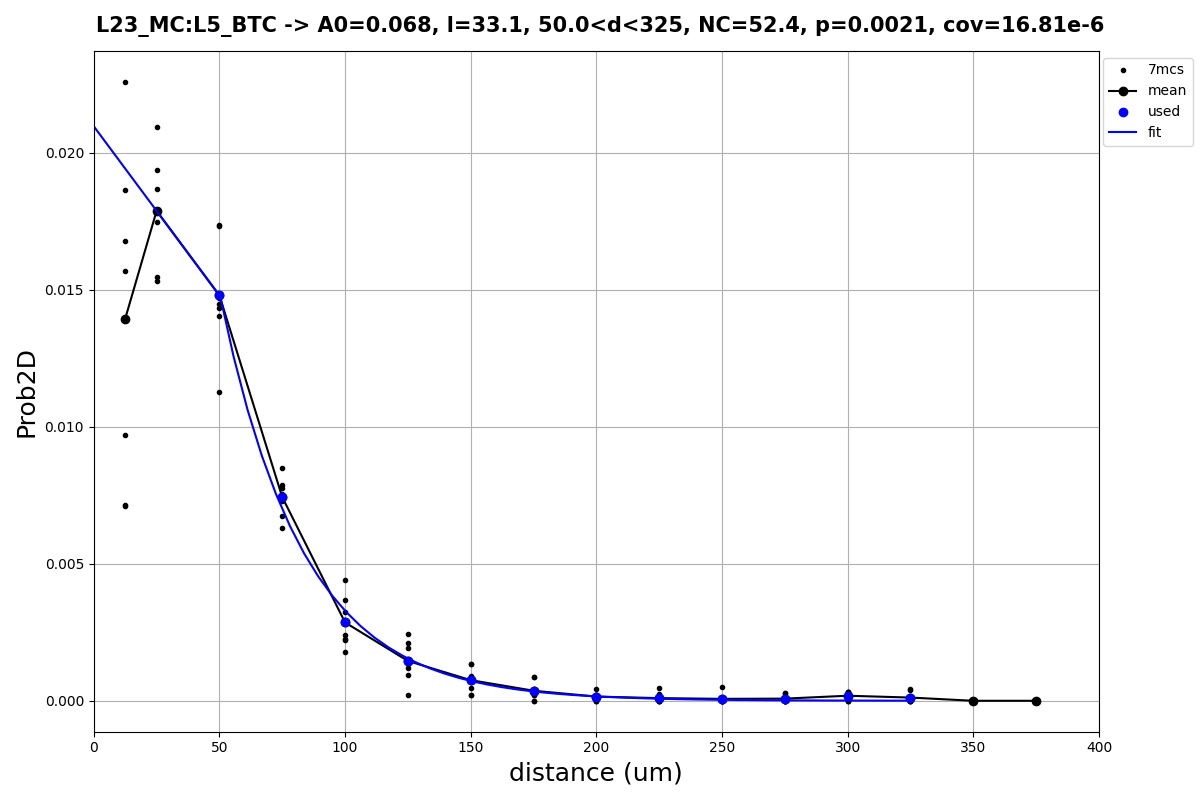 L23_MC:L5_BTC -> A0=0.068, l=33.1, 50.0<d<325, NC=52.4, p=0.0021, cov=16.81e-6
7mcs
mean
used
fit
0.020
0.015
0.010
0.005
0.000
Prob2D
0 50 100 150 200 250 300 350 400
distance (um)